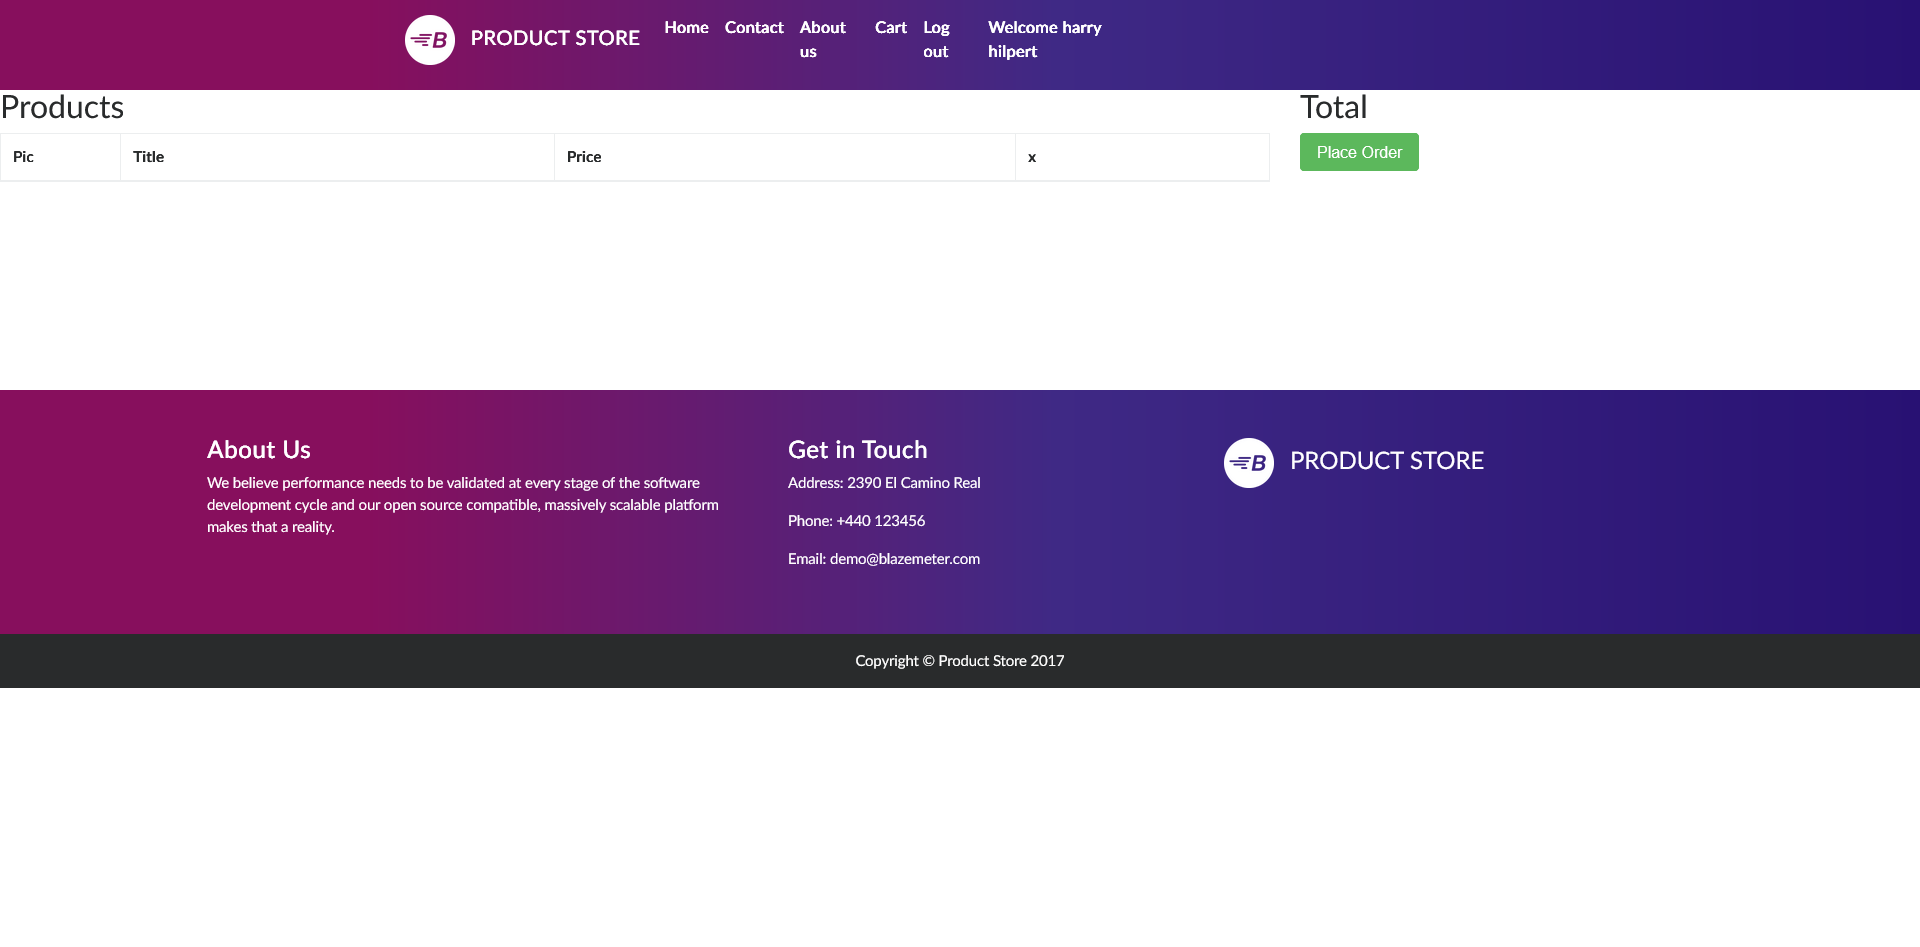 B PRODUCT STORE Home Contact About us Cart Log out Welcome harry hilpert
Products
Total
Pic Title Price x
Place Order
About Us
We believe performance needs to be validated at every stage of the software
development cycle and our open source compatible, massively scalable platform
makes that a reality.
Get in Touch
Address: 2390 El Camino Real
Phone: +440 123456
Email: demo@blazemeter.com
B PRODUCT STORE
Copyright © Product Store 2017